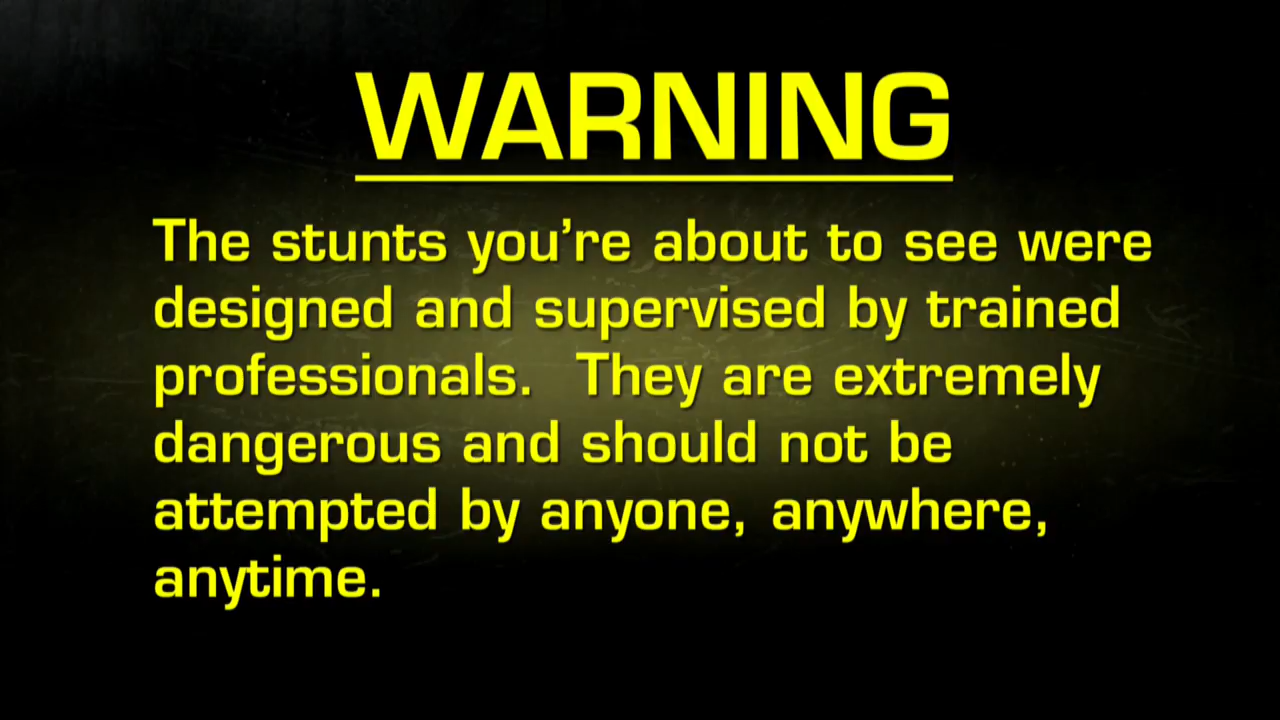 WARNING
The stunts you’re about to see were
designed and supervised by trained
professionals.  They are extremely
dangerous and should not be
attempted by anyone, anywhere,
anytime.